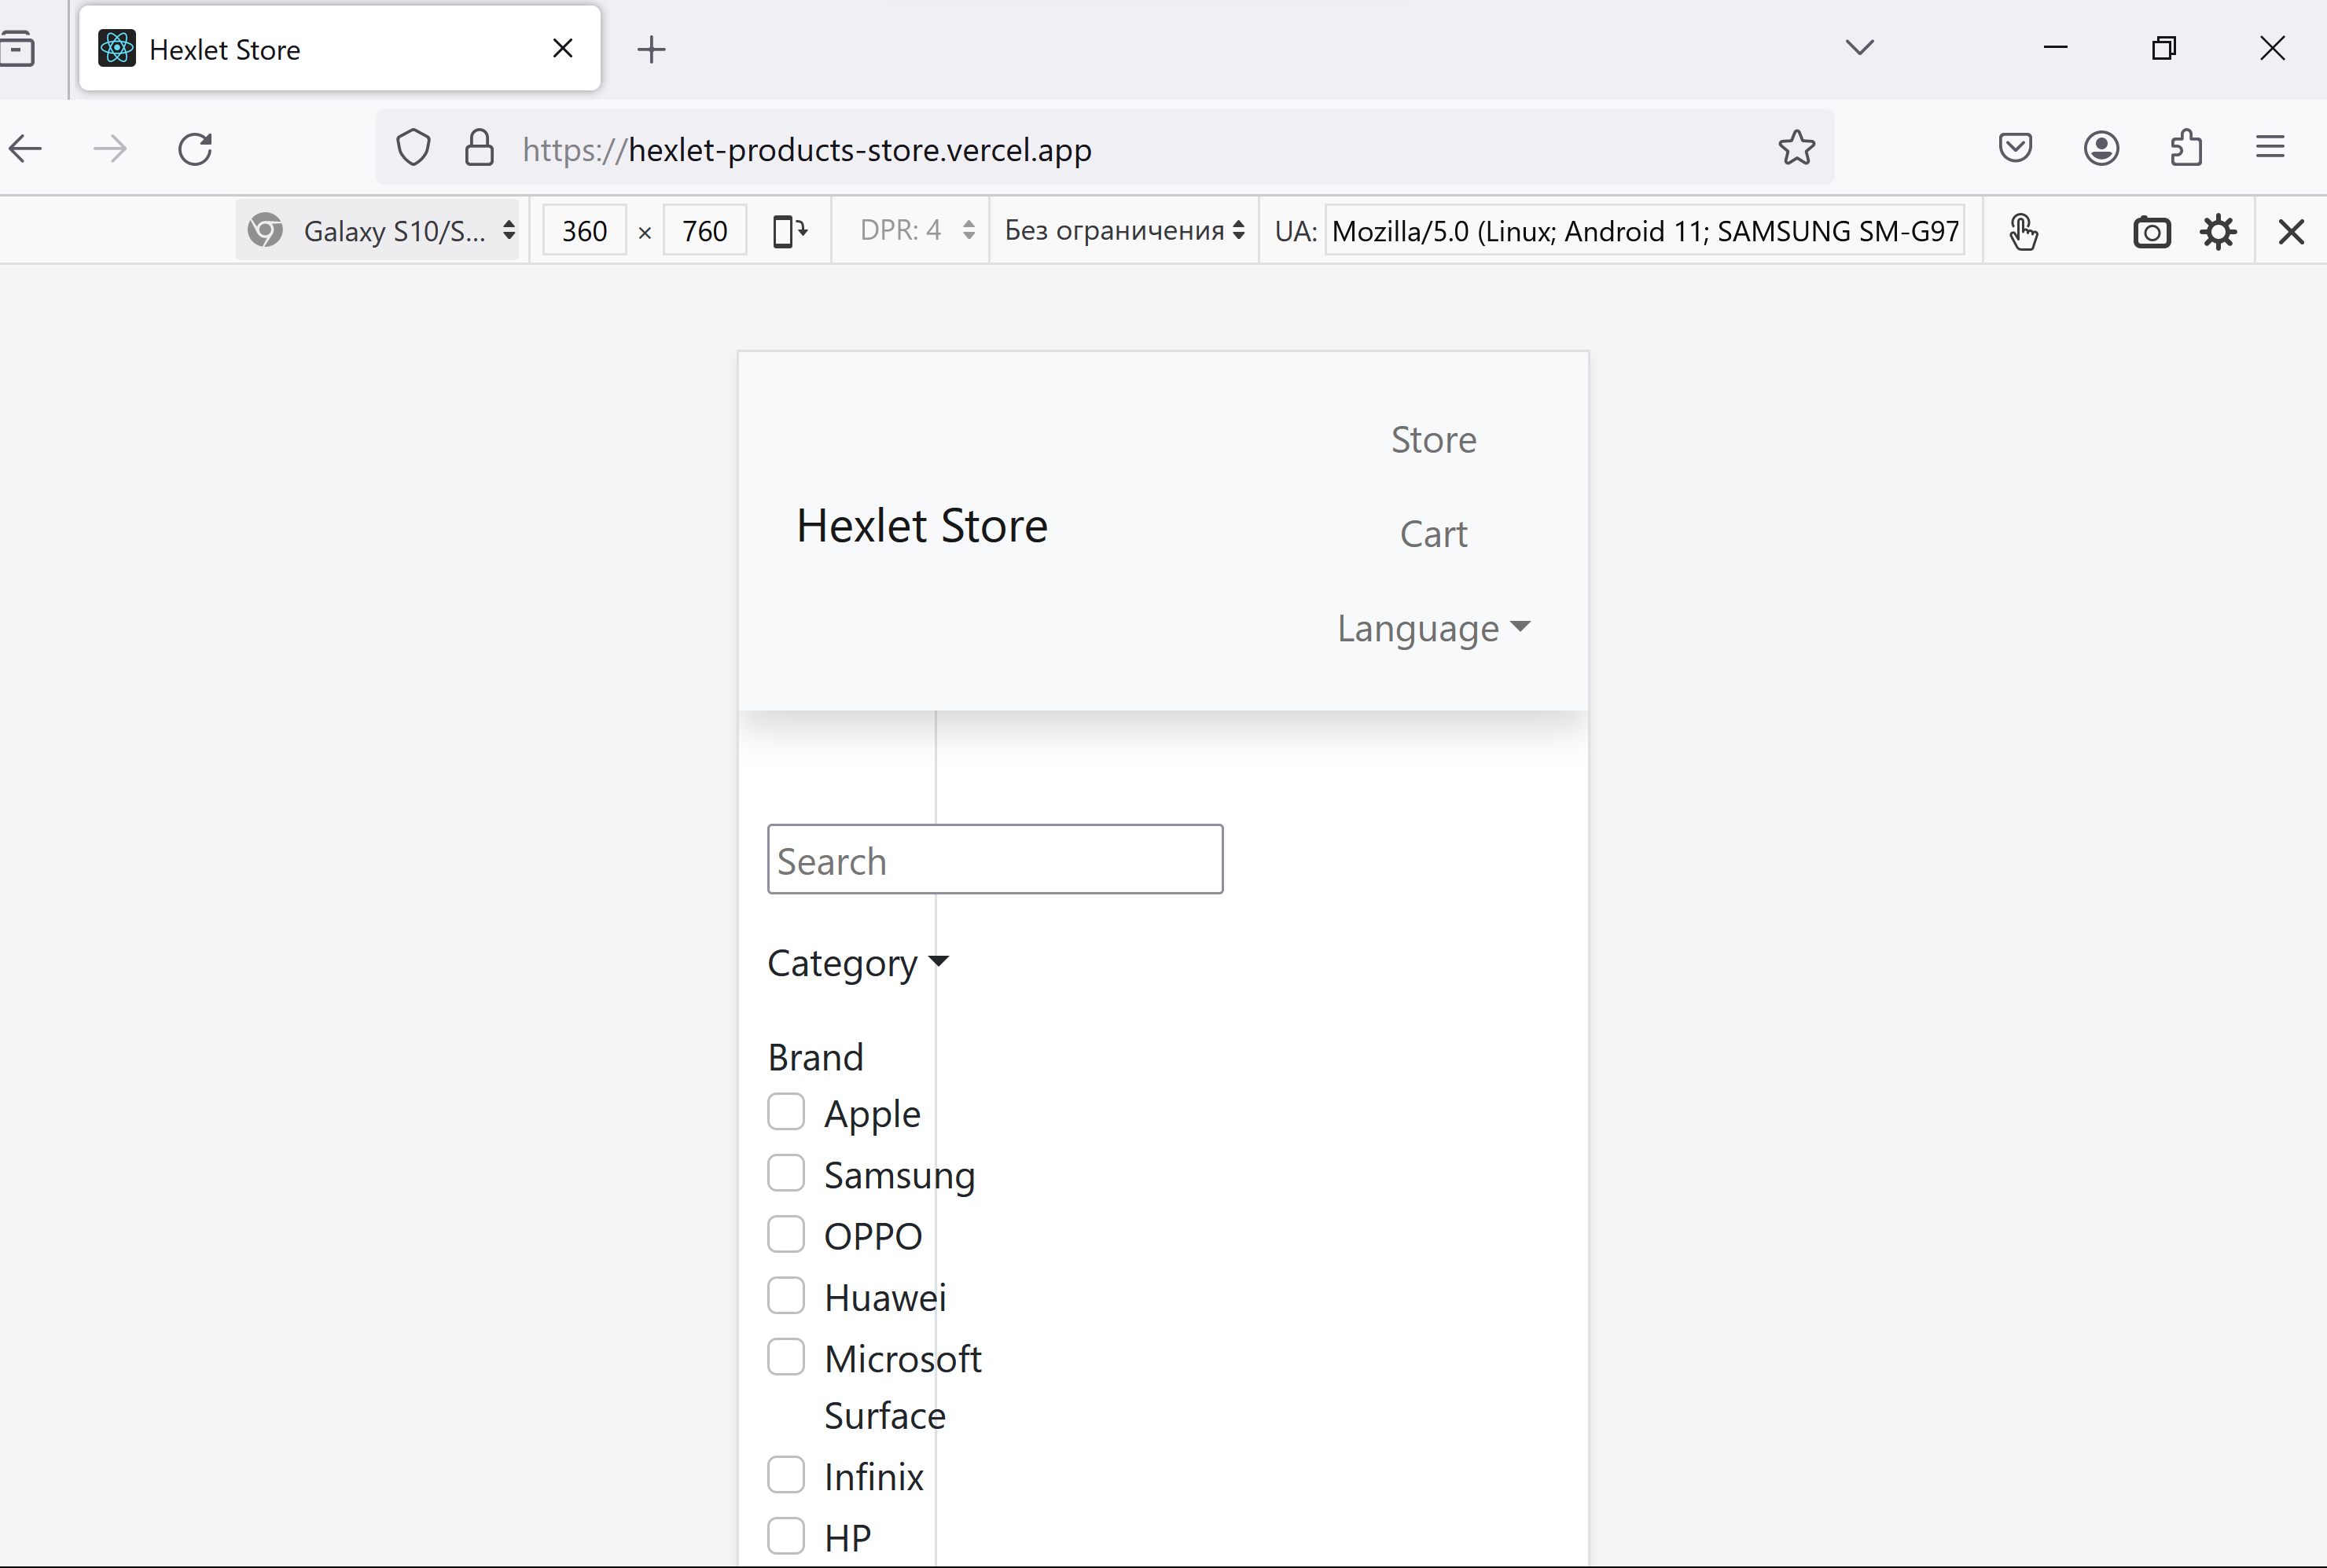 Hexlet Store
https://hexlet-products-store.vercel.app
Galaxy S10/S... 360 × 760 DPR: 4 Без ограничения UA: Mozilla/5.0 (Linux; Android 11; SAMSUNG SM-G97
Store
Hexlet Store
Cart
Language
Search
Category
Brand
Apple
Samsung
OPPO
Huawei
Microsoft
Surface
Infinix
HP